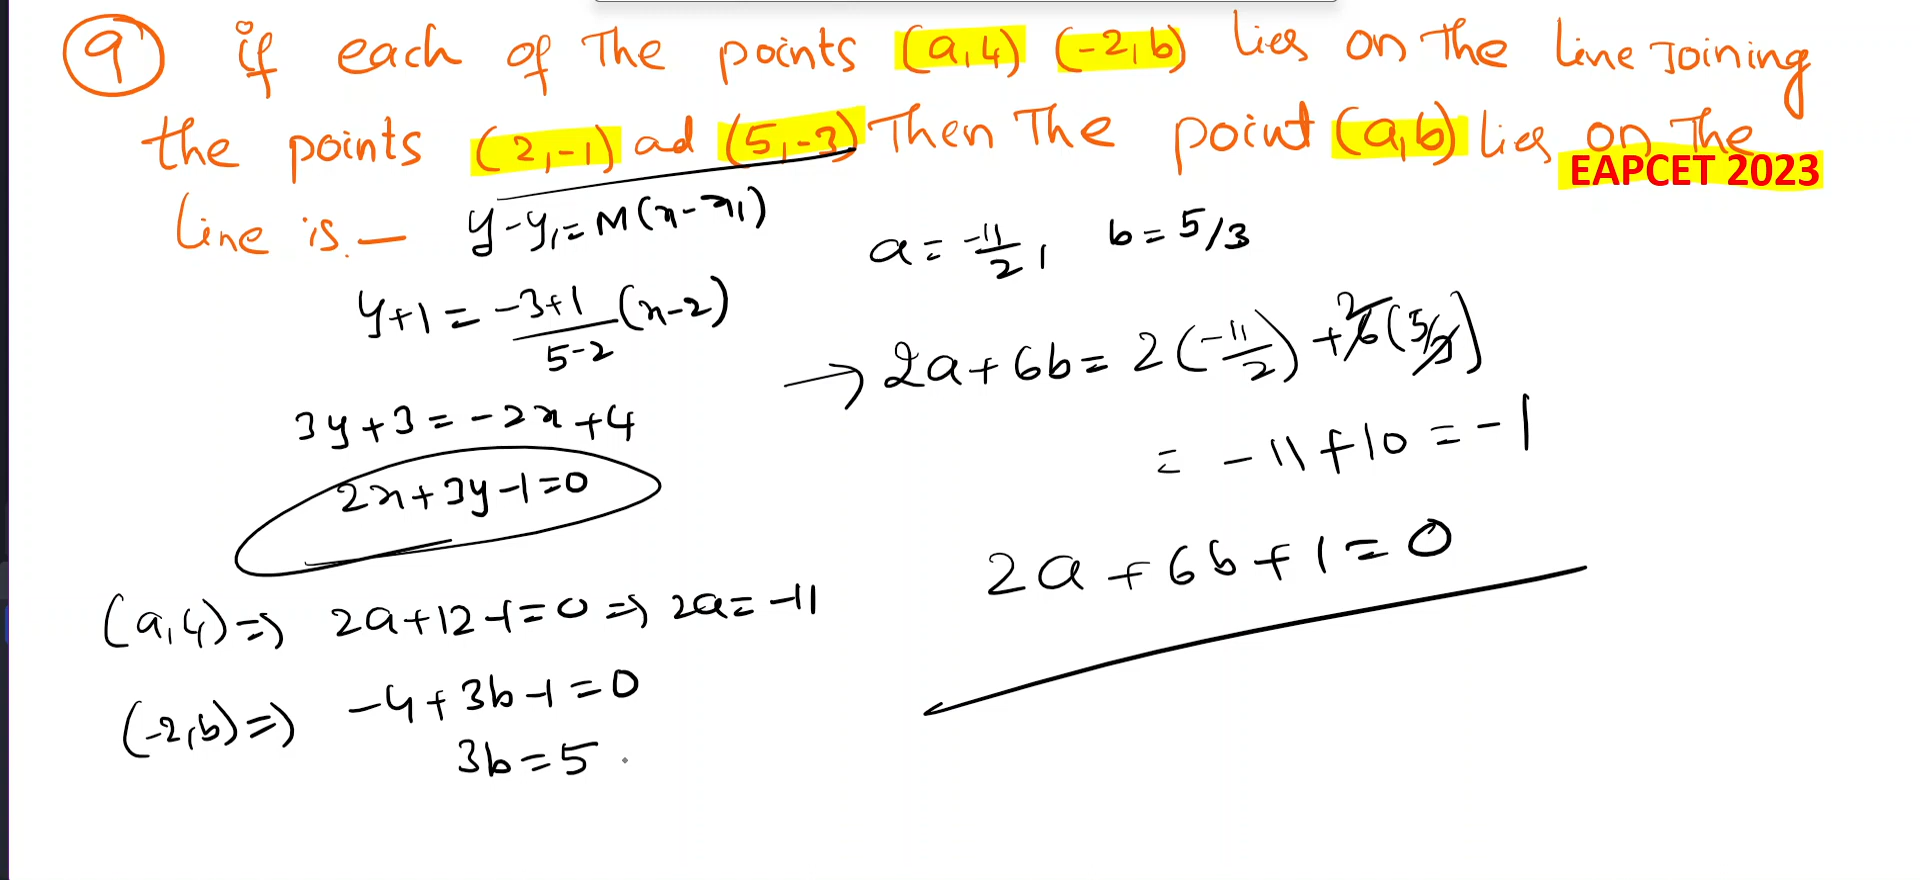 9) if each of The points (a,4) (-2,b) lies on The line Joining
the points (2,-1) ad (5,-3) Then The point (a,b) lies on The
EAPCET 2023
line is. —
y-y₁=M(x-x₁)
y+1 = \frac{-3+1}{5-2} (x-2)
3y+3 = -2x+4
2x+3y-1=0
(a,4)=> 2a+12-1=0 => 2a=-11
(-2,b)=> -4+3b-1=0
3b=5
a = \frac{-11}{2}, b = 5/3
→ 2a+6b = 2(\frac{-11}{2}) + 6^2(5/3)
= -11+10 = -1
2a+6b+1=0